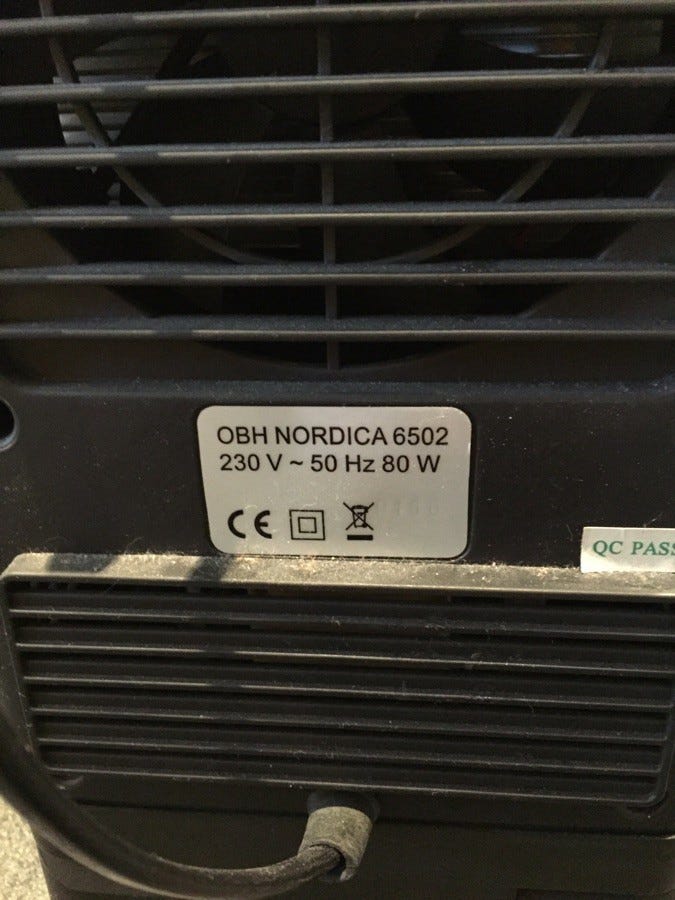 OBH NORDICA 6502
230 V ~ 50 Hz 80 W
CE
QC PASS